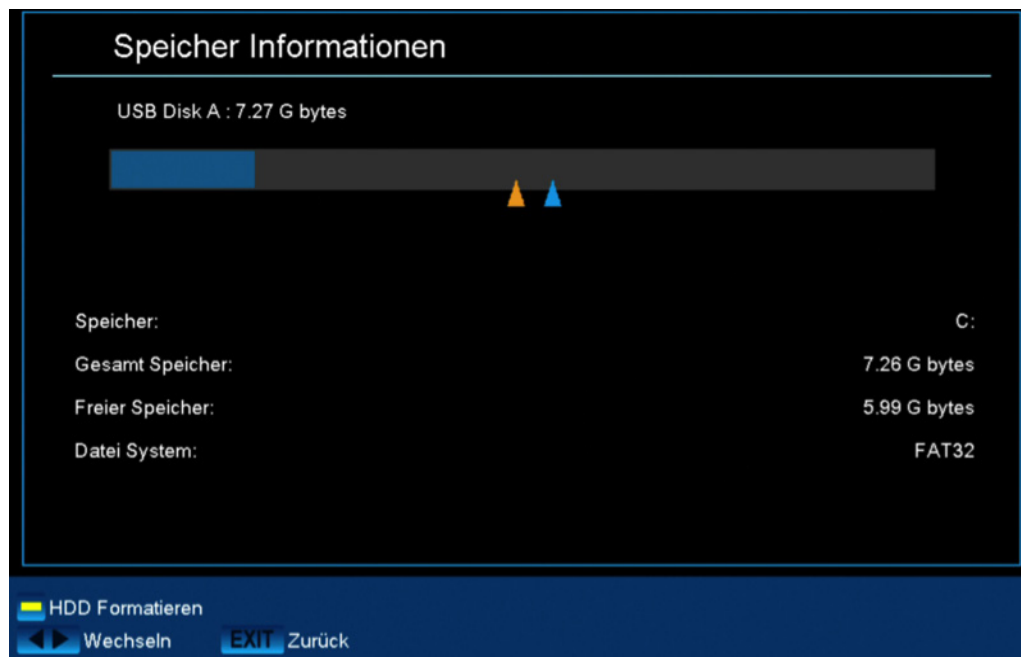 Speicher Informationen
USB Disk A : 7.27 G bytes
Speicher: C:
Gesamt Speicher: 7.26 G bytes
Freier Speicher: 5.99 G bytes
Datei System: FAT32
HDD Formatieren
Wechseln EXIT Zurück